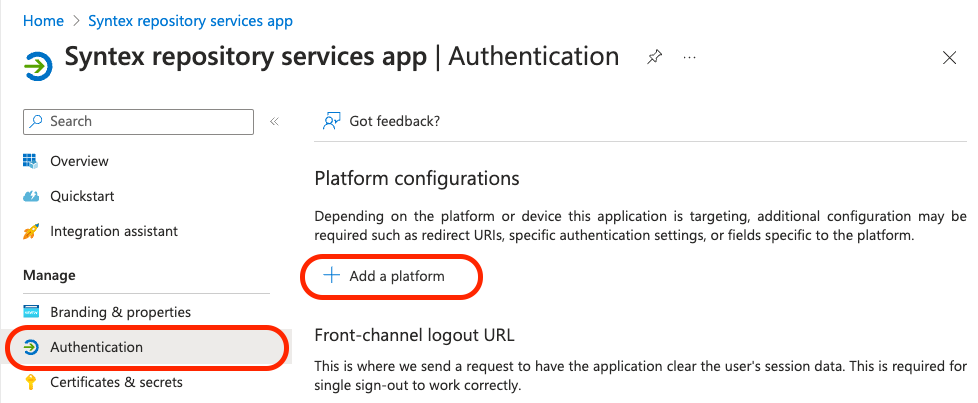 Home > Syntex repository services app
Syntex repository services app | Authentication
Search
Got feedback?
Overview
Quickstart
Integration assistant
Manage
Branding & properties
Authentication
Certificates & secrets
Platform configurations
Depending on the platform or device this application is targeting, additional configuration may be
required such as redirect URIs, specific authentication settings, or fields specific to the platform.
Add a platform
Front-channel logout URL
This is where we send a request to have the application clear the user's session data. This is required for
single sign-out to work correctly.